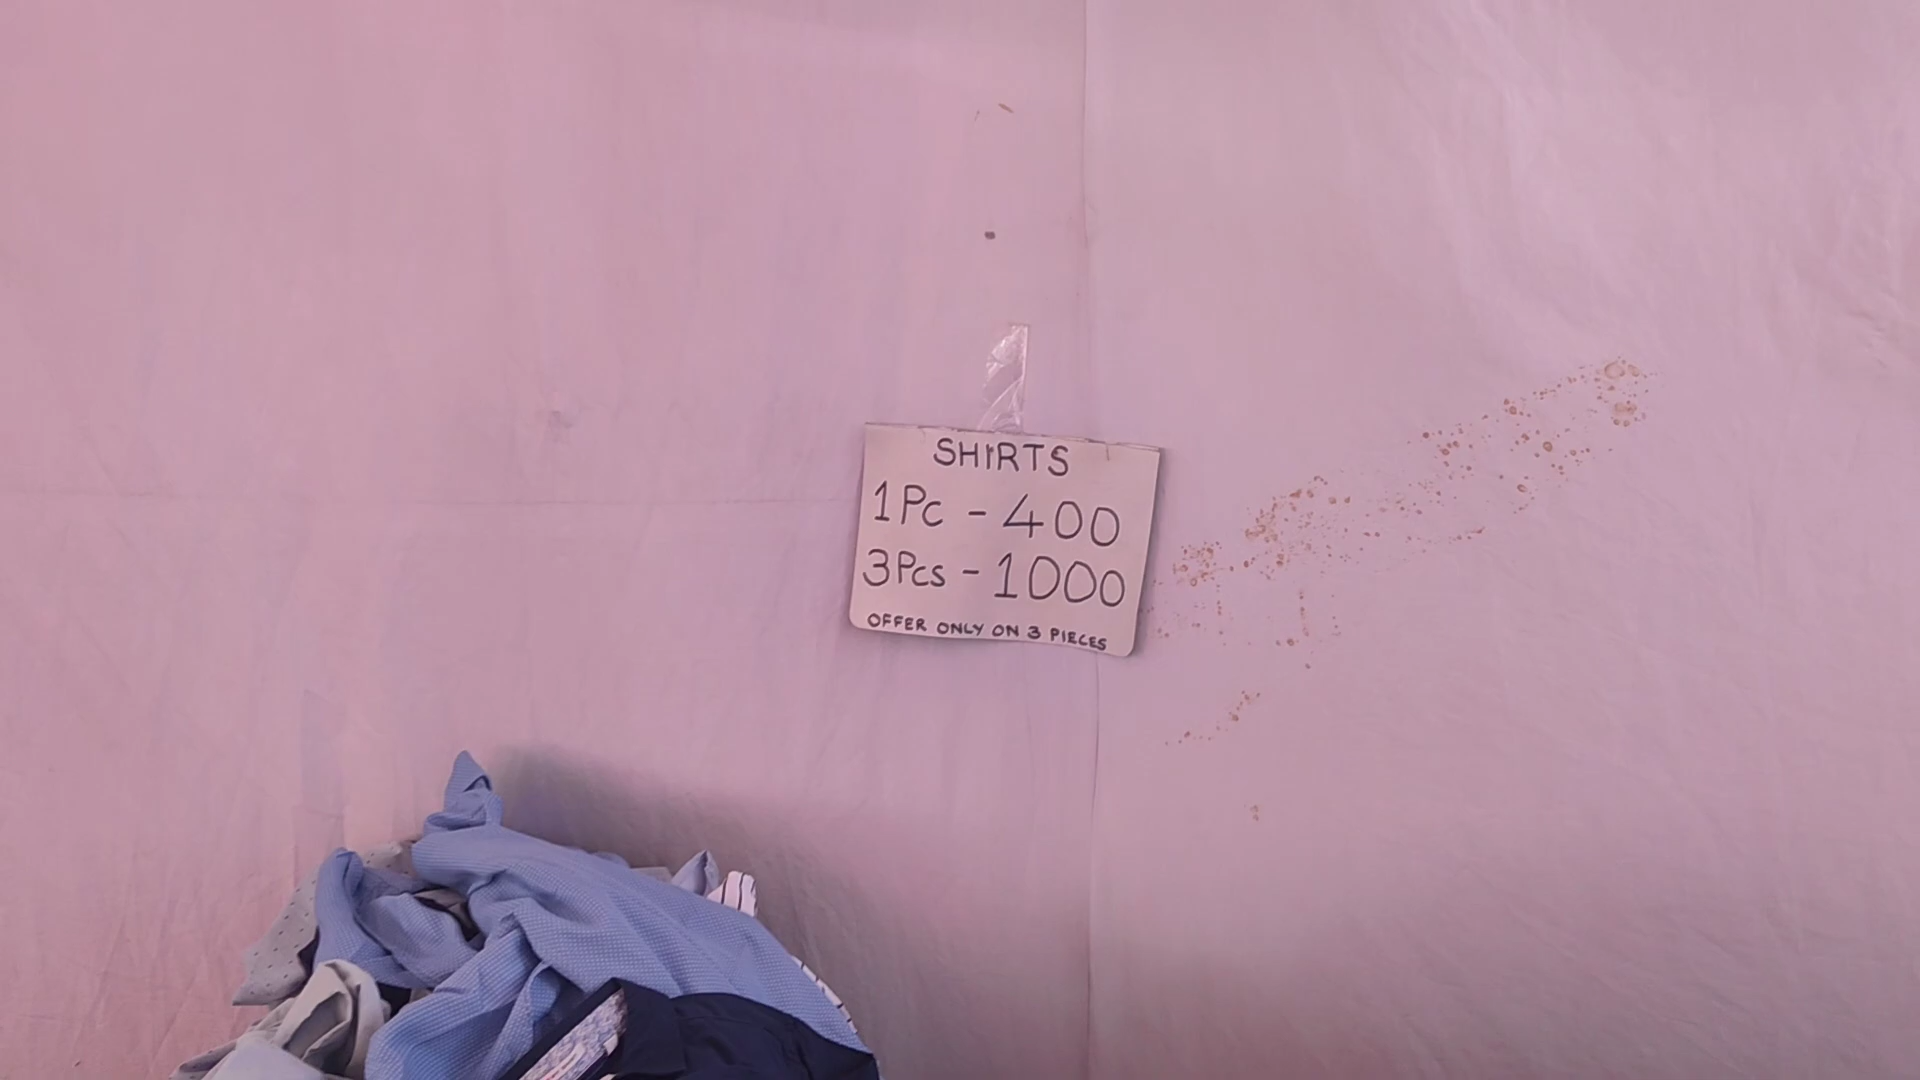 SHIRTS
1Pc - 400
3Pcs - 1000
OFFER ONLY ON 3 PIECES